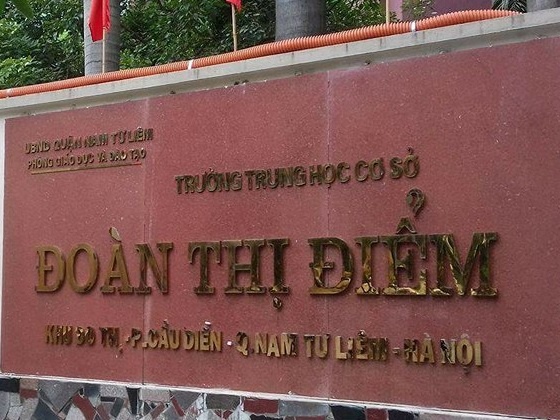 UBND QUẬN NAM TỪ LIÊM
PHÒNG GIÁO DỤC VÀ ĐÀO TẠO
TRƯỜNG TRUNG HỌC CƠ SỞ
ĐOÀN THỊ ĐIỂM
KHU ĐÔ THỊ, -P.CẦU DIỄN - Q.NAM TỪ LIÊM - HÀ NỘI